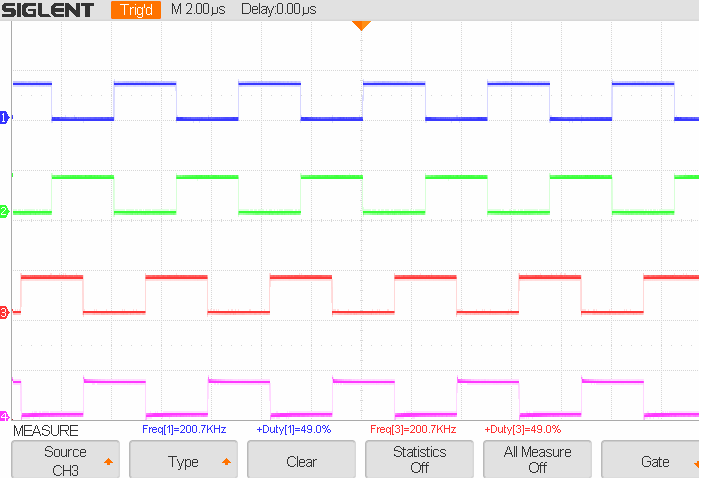 SIGLENT Trig'd M 2.00µs Delay:0.00µs
1
2
3
4
MEASURE Freq[1]=200.7KHz +Duty[1]=49.0% Freq[3]=200.7KHz +Duty[3]=49.0%
Source
CH3
Type
Clear
Statistics
Off
All Measure
Off
Gate